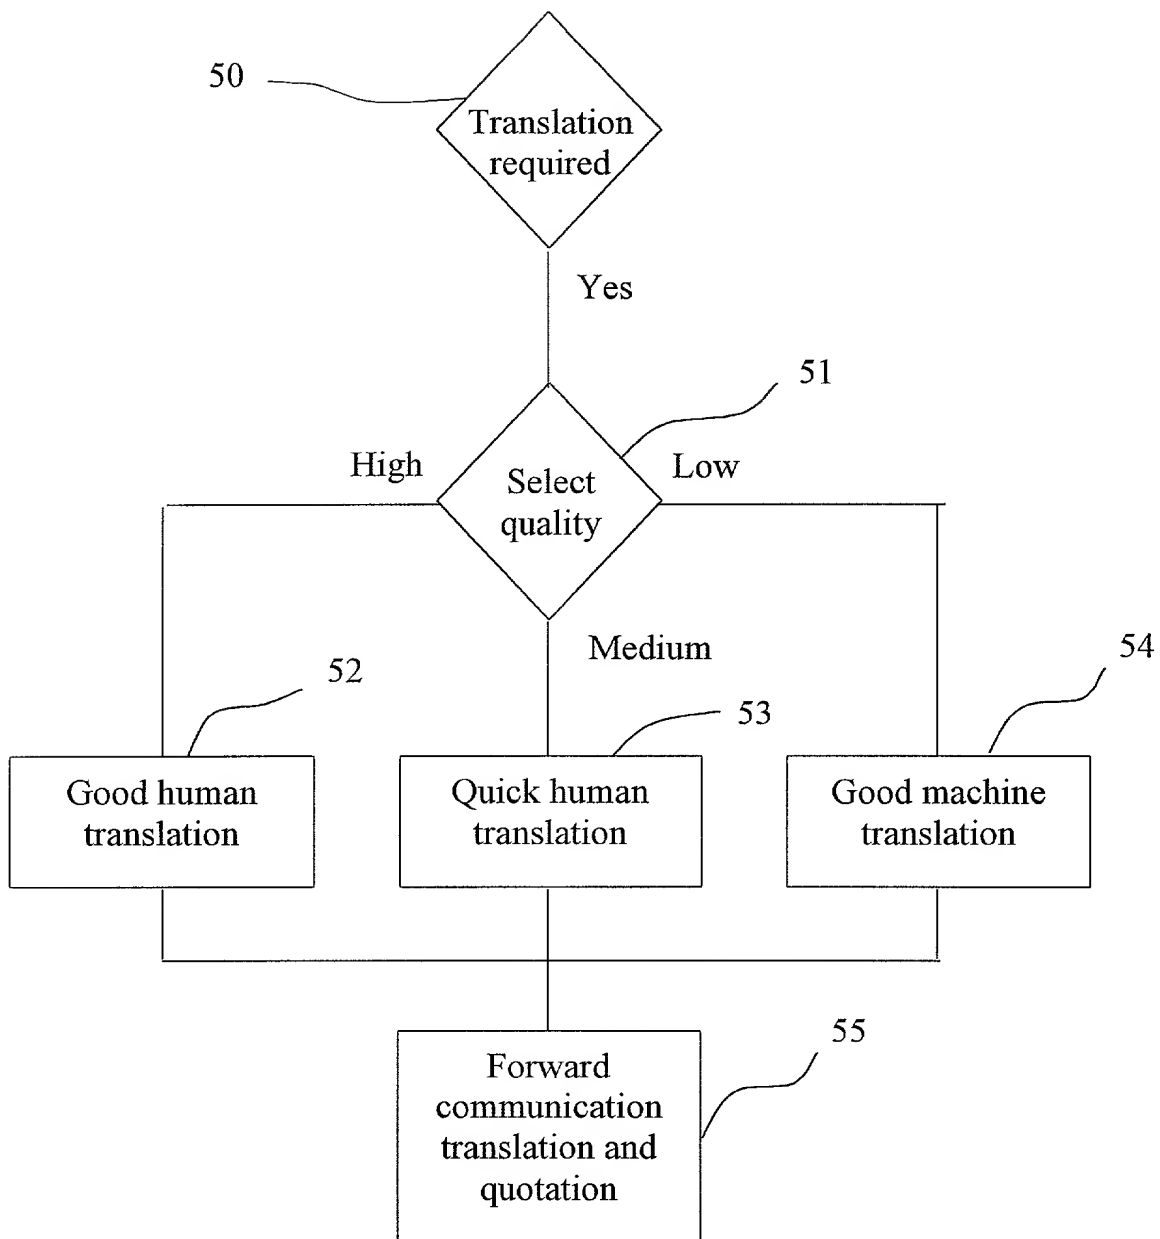 50
Translation
required
Yes
51
High
Low
Select
quality
Medium
52
53
54
Good human
translation
Quick human
translation
Good machine
translation
55
Forward
communication
translation and
quotation